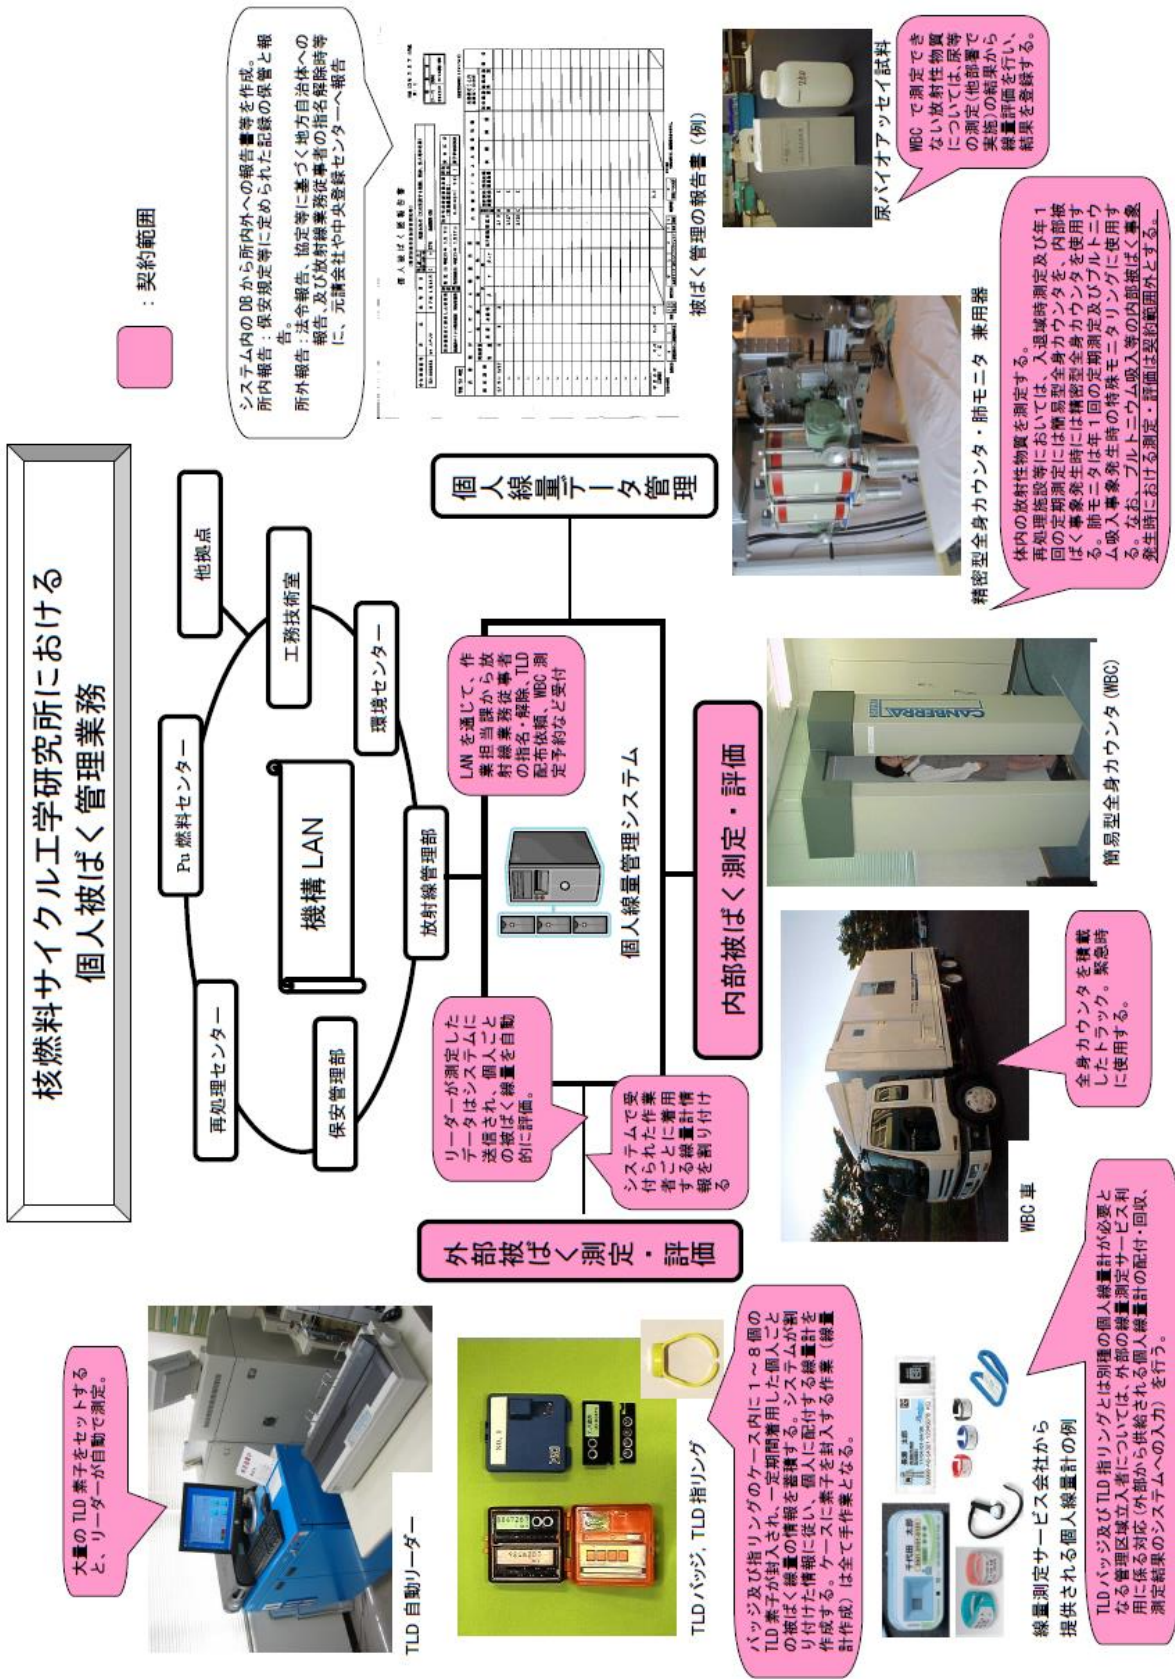 核燃料サイクル工学研究所における
個人被ばく管理業務
：契約範囲
大量の TLD 素子をセットする
と、リーダーが自動で測定。
TLD 自動リーダー
NO. 8
TLD バッジ、TLD 指リング
バッジ及び指リングのケース内に 1～8 個の
TLD 素子が封入され、一定期間着用した個人ごと
の被ばく線量の情報を蓄積する。システムが割
り付けた情報に従い、個人に配付する線量計を
作成する。ケースに素子を封入する作業（線量
計作成）は全て手作業となる。
千代田 太郎
長瀬 太郎
線量測定サービス会社から
提供される個人線量計の例
TLD バッジ及び TLD 指リングとは別種の個人線量計が必要と
なる管理区域立入者については、外部の線量測定サービス利
用に係る対応（外部から供給される個人線量計の配付・回収、
測定結果のシステムへの入力）を行う。
再処理センター
Pu 燃料センター
他拠点
工務技術室
環境センター
放射線管理部
保安管理部
機構 LAN
リーダーが測定した
データはシステムに
送信され、個人ごと
の被ばく線量を自動
的に評価。
LAN を通じて、作
業担当課から放
射線業務従事者
の指名・解除、TLD
配布依頼、WBC 測
定予約など受付
個人線量管理システム
システムで受
付られた作業
者ごとに着用
する線量計情
報を割り付け
る
外部被ばく測定・評価
内部被ばく測定・評価
個人線量データ管理
全身カウンタを積載
したトラック。緊急時
に使用する。
WBC 車
CANBERRA
簡易型全身カウンタ (WBC)
精密型全身カウンタ・肺モニタ 兼用器
体内の放射性物質を測定する。
再処理施設等においては、入退域時測定及び年 1
回の定期測定には簡易型全身カウンタを、内部被
ばく事象発生時には精密型全身カウンタを使用す
る。肺モニタは年 1 回の定期測定及びプルトニウ
ム吸入事象発生時の特殊モニタリングに使用す
る。なお、プルトニウム吸入等の内部被ばく事象
発生時における測定・評価は契約範囲外とする。
システム内の DB から所内外への報告書等を作成。
所内報告：保安規定等に定められた記録の保管と報
告。
所外報告：法令報告、協定等に基づく地方自治体への
報告、及び放射線業務従事者の指名解除時等
に、元請会社や中央登録センターへ報告
個人被ばく線量報告書
被ばく管理の報告書（例）
尿バイオアッセイ試料
WBC で測定でき
ない放射性物質
については、尿等
の測定（他部署で
実施）の結果から
線量評価を行い、
結果を登録する。